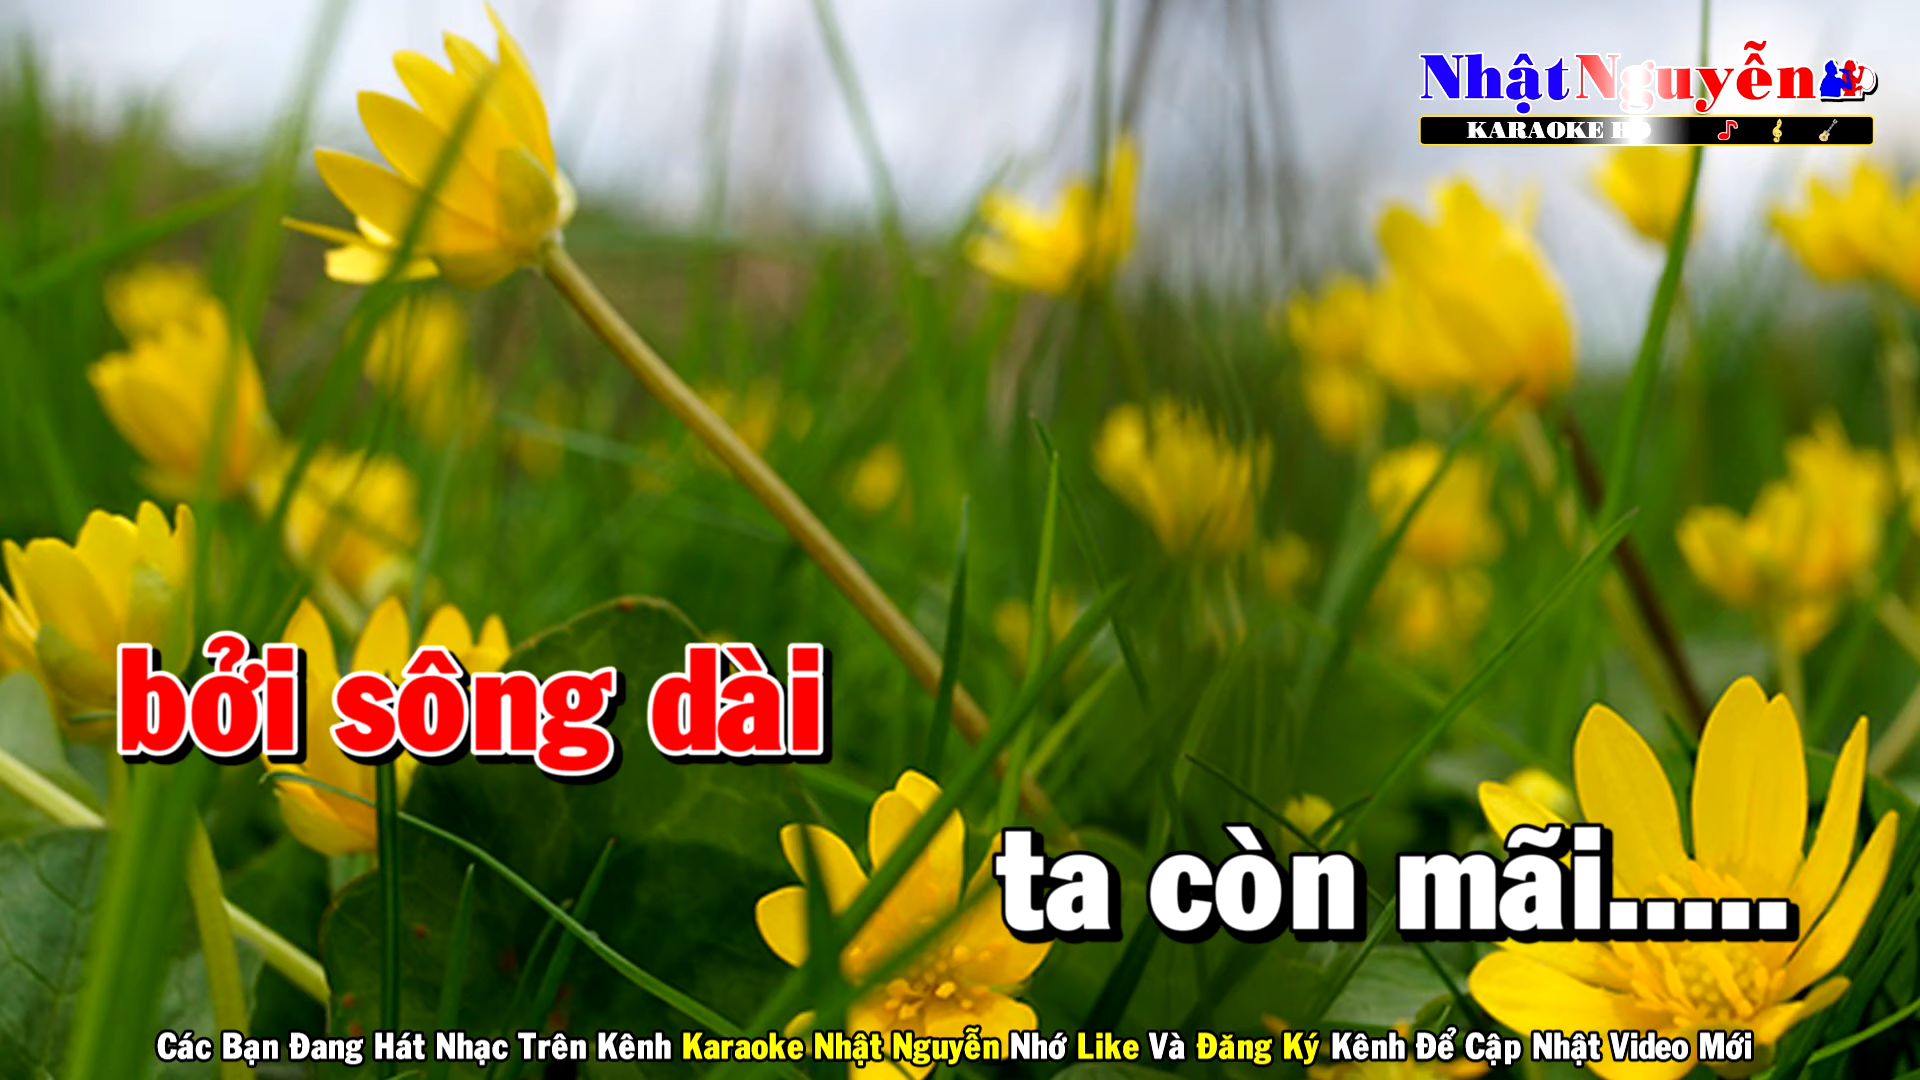 Nhật Nguyễn
KARAOKE HD
bởi sông dài
ta còn mãi.....
Các Bạn Đang Hát Nhạc Trên Kênh Karaoke Nhật Nguyễn Nhớ Like Và Đăng Ký Kênh Để Cập Nhật Video Mới